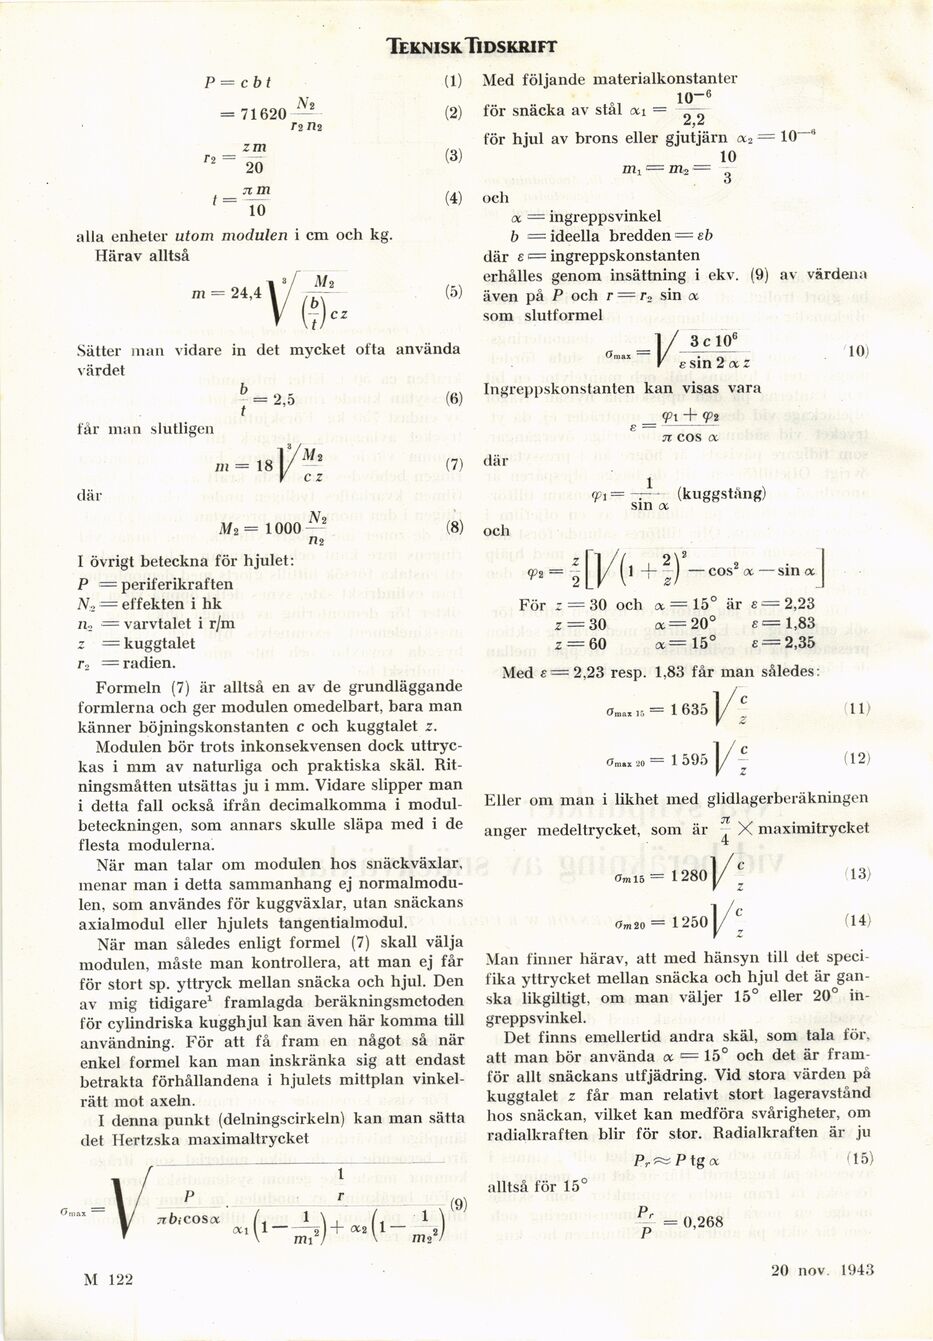 TEKNISK TIDSKRIFT
P = c b t (1)
= 71620 N₂ / (r₂ n₂) (2)
r₂ = z m / 20 (3)
t = π m / 10 (4)
alla enheter utom modulen i cm och kg.
Härav alltså
m = 24,4 ∛(M₂ / ((b/t) c z)) (5)
Sätter man vidare in det mycket ofta använda
värdet
b/t = 2,5 (6)
får man slutligen
m = 18 ∛(M₂ / (c z)) (7)
där
M₂ = 1000 N₂/n₂ (8)
I övrigt beteckna för hjulet:
P = periferikraften
N₂ = effekten i hk
n₂ = varvtalet i r/m
z = kuggtalet
r₂ = radien.
Formeln (7) är alltså en av de grundläggande
formlerna och ger modulen omedelbart, bara man
känner böjningskonstanten c och kuggtalet z.
Modulen bör trots inkonsekvensen dock uttryc-
kas i mm av naturliga och praktiska skäl. Rit-
ningsmåtten utsättas ju i mm. Vidare slipper man
i detta fall också ifrån decimalkomma i modul-
beteckningen, som annars skulle släpa med i de
flesta modulerna.
När man talar om modulen hos snäckväxlar,
menar man i detta sammanhang ej normalmodu-
len, som användes för kuggväxlar, utan snäckans
axialmodul eller hjulets tangentialmodul.
När man således enligt formel (7) skall välja
modulen, måste man kontrollera, att man ej får
för stort sp. yttryck mellan snäcka och hjul. Den
av mig tidigare¹ framlagda beräkningsmetoden
för cylindriska kugghjul kan även här komma till
användning. För att få fram en något så när
enkel formel kan man inskränka sig att endast
betrakta förhållandena i hjulets mittplan vinkel-
rätt mot axeln.
I denna punkt (delningscirkeln) kan man sätta
det Hertzska maximaltrycket
σmax = √( P / (π bᵢ cos α) · (1/r) / (α₁ (1 − 1/m₁²) + α₂ (1 − 1/m₂²)) ) (9)
M 122
Med följande materialkonstanter
för snäcka av stål α₁ = 10⁻⁶ / 2,2
för hjul av brons eller gjutjärn α₂ = 10⁻⁶
m₁ = m₂ = 10/3
och
α = ingreppsvinkel
b = ideella bredden = εb
där ε = ingreppskonstanten
erhålles genom insättning i ekv. (9) av värdena
även på P och r = r₂ sin α
som slutformel
σmax = √(3 c 10⁶ / (ε sin 2 α z)) 10)
Ingreppskonstanten kan visas vara
ε = (φ₁ + φ₂) / (π cos α)
där
φ₁ = 1 / sin α (kuggstång)
och
φ₂ = z/2 [√((1 + 2/z)² − cos² α) − sin α]
För z = 30 och α = 15° är ε = 2,23
z = 30 α = 20° ε = 1,83
z = 60 α = 15° ε = 2,35
Med ε = 2,23 resp. 1,83 får man således:
σmax 15 = 1 635 √(c/z) (11)
σmax 20 = 1 595 √(c/z) (12)
Eller om man i likhet med glidlagerberäkningen
anger medeltrycket, som är π/4 × maximitrycket
σm15 = 1280 √(c/z) (13)
σm20 = 1250 √(c/z) (14)
Man finner härav, att med hänsyn till det speci-
fika yttrycket mellan snäcka och hjul det är gan-
ska likgiltigt, om man väljer 15° eller 20° in-
greppsvinkel.
Det finns emellertid andra skäl, som tala för,
att man bör använda α = 15° och det är fram-
för allt snäckans utfjädring. Vid stora värden på
kuggtalet z får man relativt stort lageravstånd
hos snäckan, vilket kan medföra svårigheter, om
radialkraften blir för stor. Radialkraften är ju
Pᵣ ≈ P tg α (15)
alltså för 15°
Pᵣ / P = 0,268
20 nov. 1943